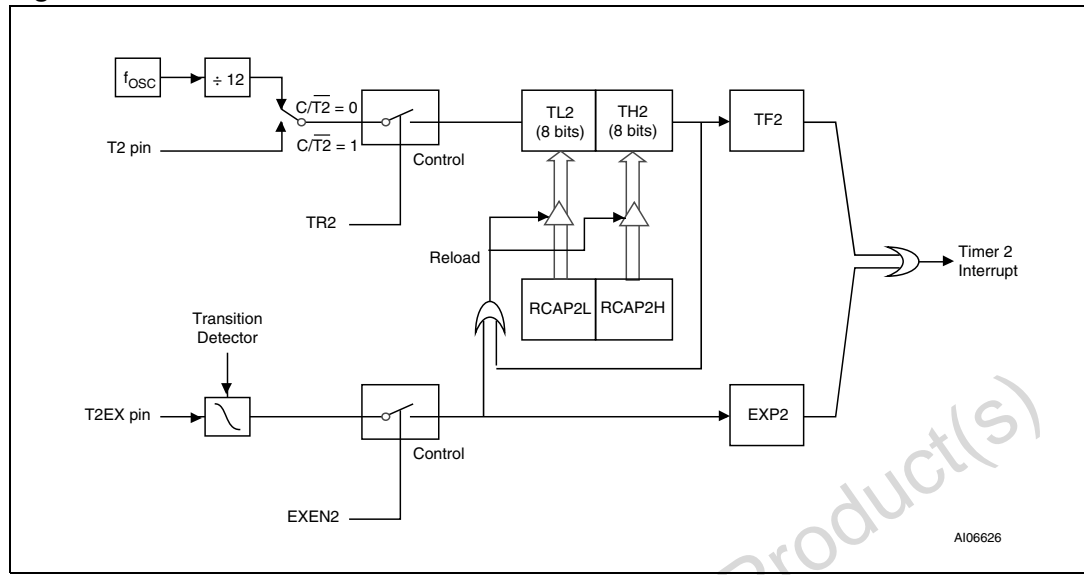 fOSC
÷ 12
C/T2 = 0
T2 pin
C/T2 = 1
Control
TR2
TL2
(8 bits)
TH2
(8 bits)
TF2
Reload
RCAP2L
RCAP2H
Timer 2
Interrupt
Transition
Detector
T2EX pin
Control
EXP2
EXEN2
AI06626
Product(s)